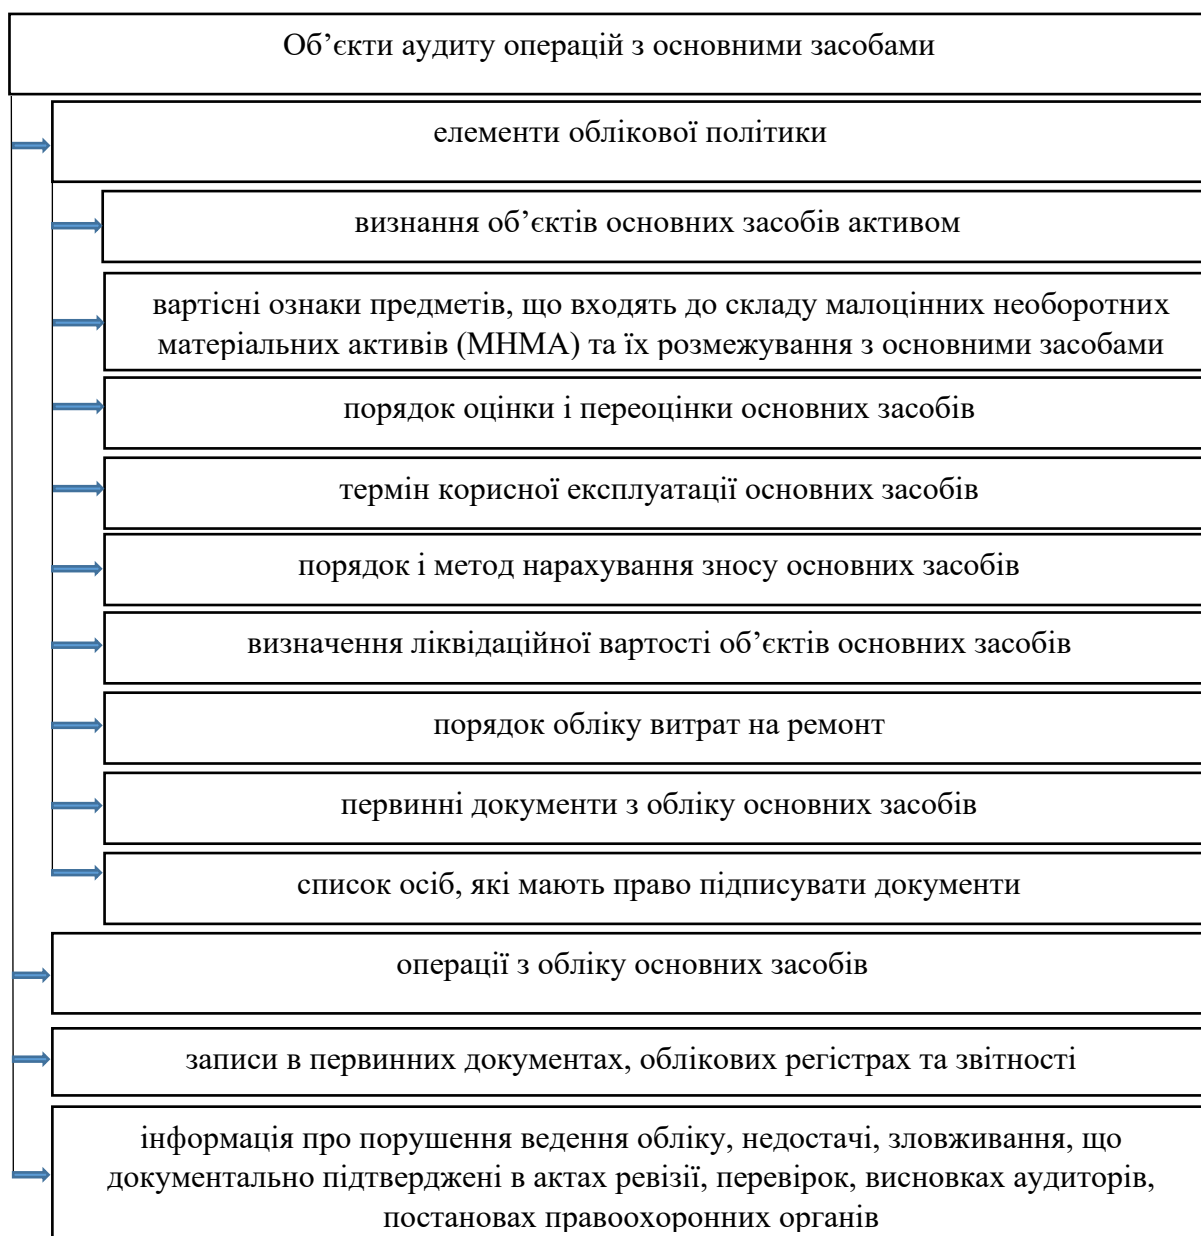 Об’єкти аудиту операцій з основними засобами
елементи облікової політики
визнання об’єктів основних засобів активом
вартісні ознаки предметів, що входять до складу малоцінних необоротних
матеріальних активів (МНМА) та їх розмежування з основними засобами
порядок оцінки і переоцінки основних засобів
термін корисної експлуатації основних засобів
порядок і метод нарахування зносу основних засобів
визначення ліквідаційної вартості об’єктів основних засобів
порядок обліку витрат на ремонт
первинні документи з обліку основних засобів
список осіб, які мають право підписувати документи
операції з обліку основних засобів
записи в первинних документах, облікових регістрах та звітності
інформація про порушення ведення обліку, недостачі, зловживання, що
документально підтверджені в актах ревізії, перевірок, висновках аудиторів,
постановах правоохоронних органів